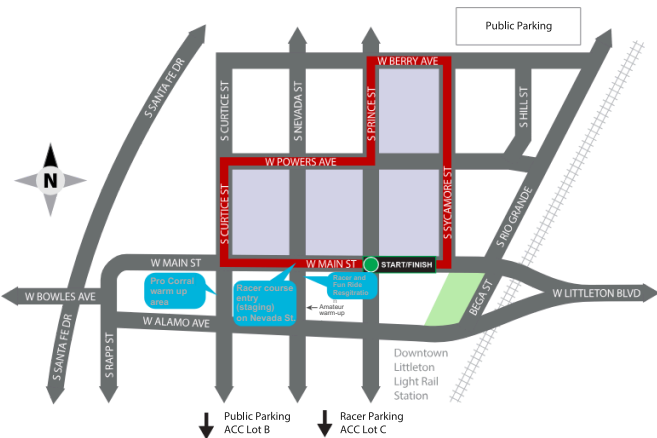 Public Parking
W BERRY AVE
S SANTA FE DR
S CURTICE ST
S NEVADA ST
S PRINCE ST
S HILL ST
W POWERS AVE
N
S CURTICE ST
S SYCAMORE ST
S RIO GRANDE
W MAIN ST
W MAIN ST
START/FINISH
Pro Corral
warm up
area
Racer course
entry
(staging)
on Nevada St.
Racer and
Fun Ride
BEGA ST
W BOWLES AVE
W LITTLETON BLVD
Amateur
warm-up
W ALAMO AVE
S SANTA FE DR
S RAPP ST
Downtown
Littleton
Light Rail
Station
Public Parking
ACC Lot B
Racer Parking
ACC Lot C